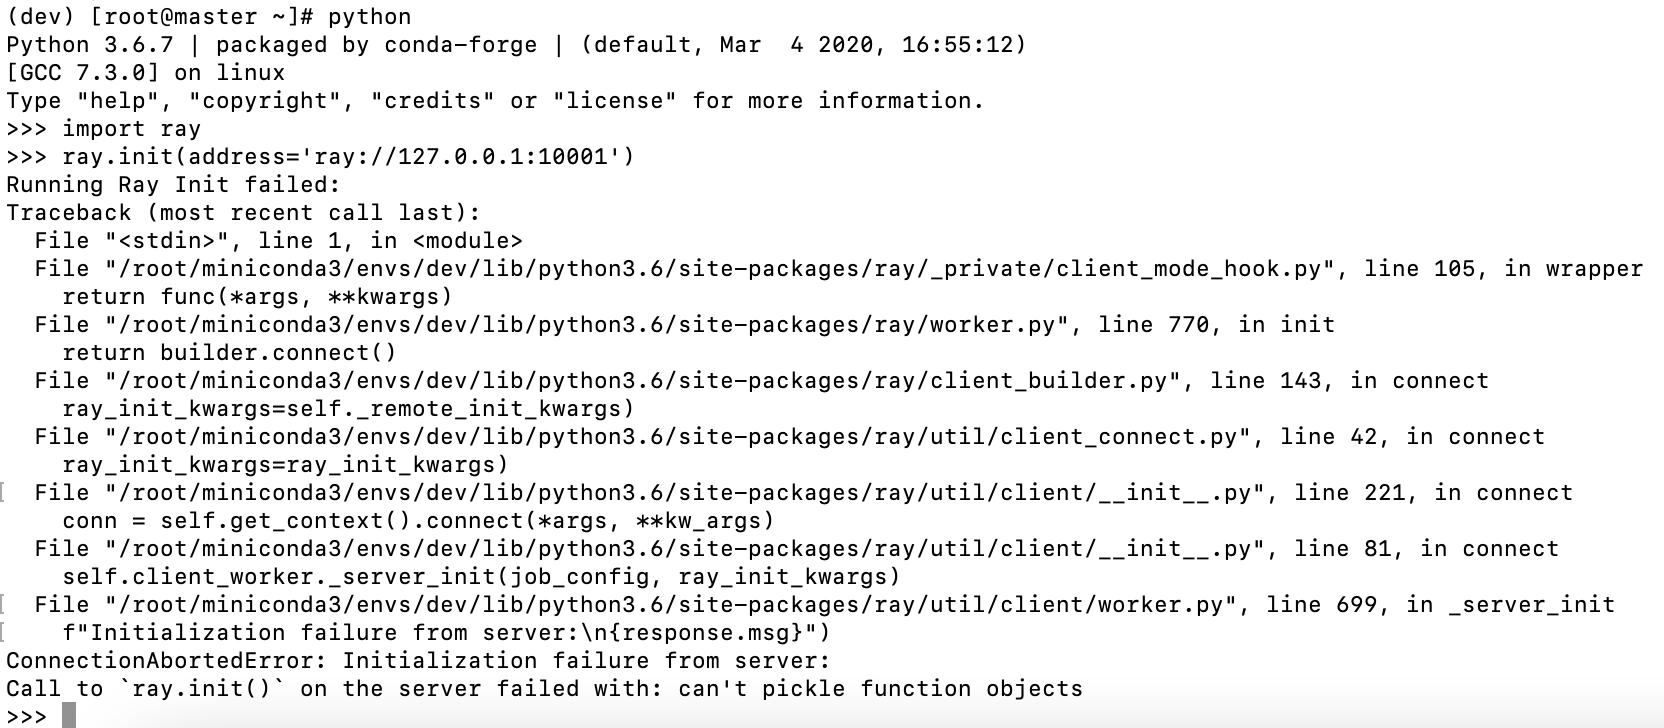 (dev) [root@master ~]# python
Python 3.6.7 | packaged by conda-forge | (default, Mar  4 2020, 16:55:12)
[GCC 7.3.0] on linux
Type "help", "copyright", "credits" or "license" for more information.
>>> import ray
>>> ray.init(address='ray://127.0.0.1:10001')
Running Ray Init failed:
Traceback (most recent call last):
  File "<stdin>", line 1, in <module>
  File "/root/miniconda3/envs/dev/lib/python3.6/site-packages/ray/_private/client_mode_hook.py", line 105, in wrapper
    return func(*args, **kwargs)
  File "/root/miniconda3/envs/dev/lib/python3.6/site-packages/ray/worker.py", line 770, in init
    return builder.connect()
  File "/root/miniconda3/envs/dev/lib/python3.6/site-packages/ray/client_builder.py", line 143, in connect
    ray_init_kwargs=self._remote_init_kwargs)
  File "/root/miniconda3/envs/dev/lib/python3.6/site-packages/ray/util/client_connect.py", line 42, in connect
    ray_init_kwargs=ray_init_kwargs)
  File "/root/miniconda3/envs/dev/lib/python3.6/site-packages/ray/util/client/__init__.py", line 221, in connect
    conn = self.get_context().connect(*args, **kw_args)
  File "/root/miniconda3/envs/dev/lib/python3.6/site-packages/ray/util/client/__init__.py", line 81, in connect
    self.client_worker._server_init(job_config, ray_init_kwargs)
  File "/root/miniconda3/envs/dev/lib/python3.6/site-packages/ray/util/client/worker.py", line 699, in _server_init
    f"Initialization failure from server:\n{response.msg}")
ConnectionAbortedError: Initialization failure from server:
Call to `ray.init()` on the server failed with: can't pickle function objects
>>>